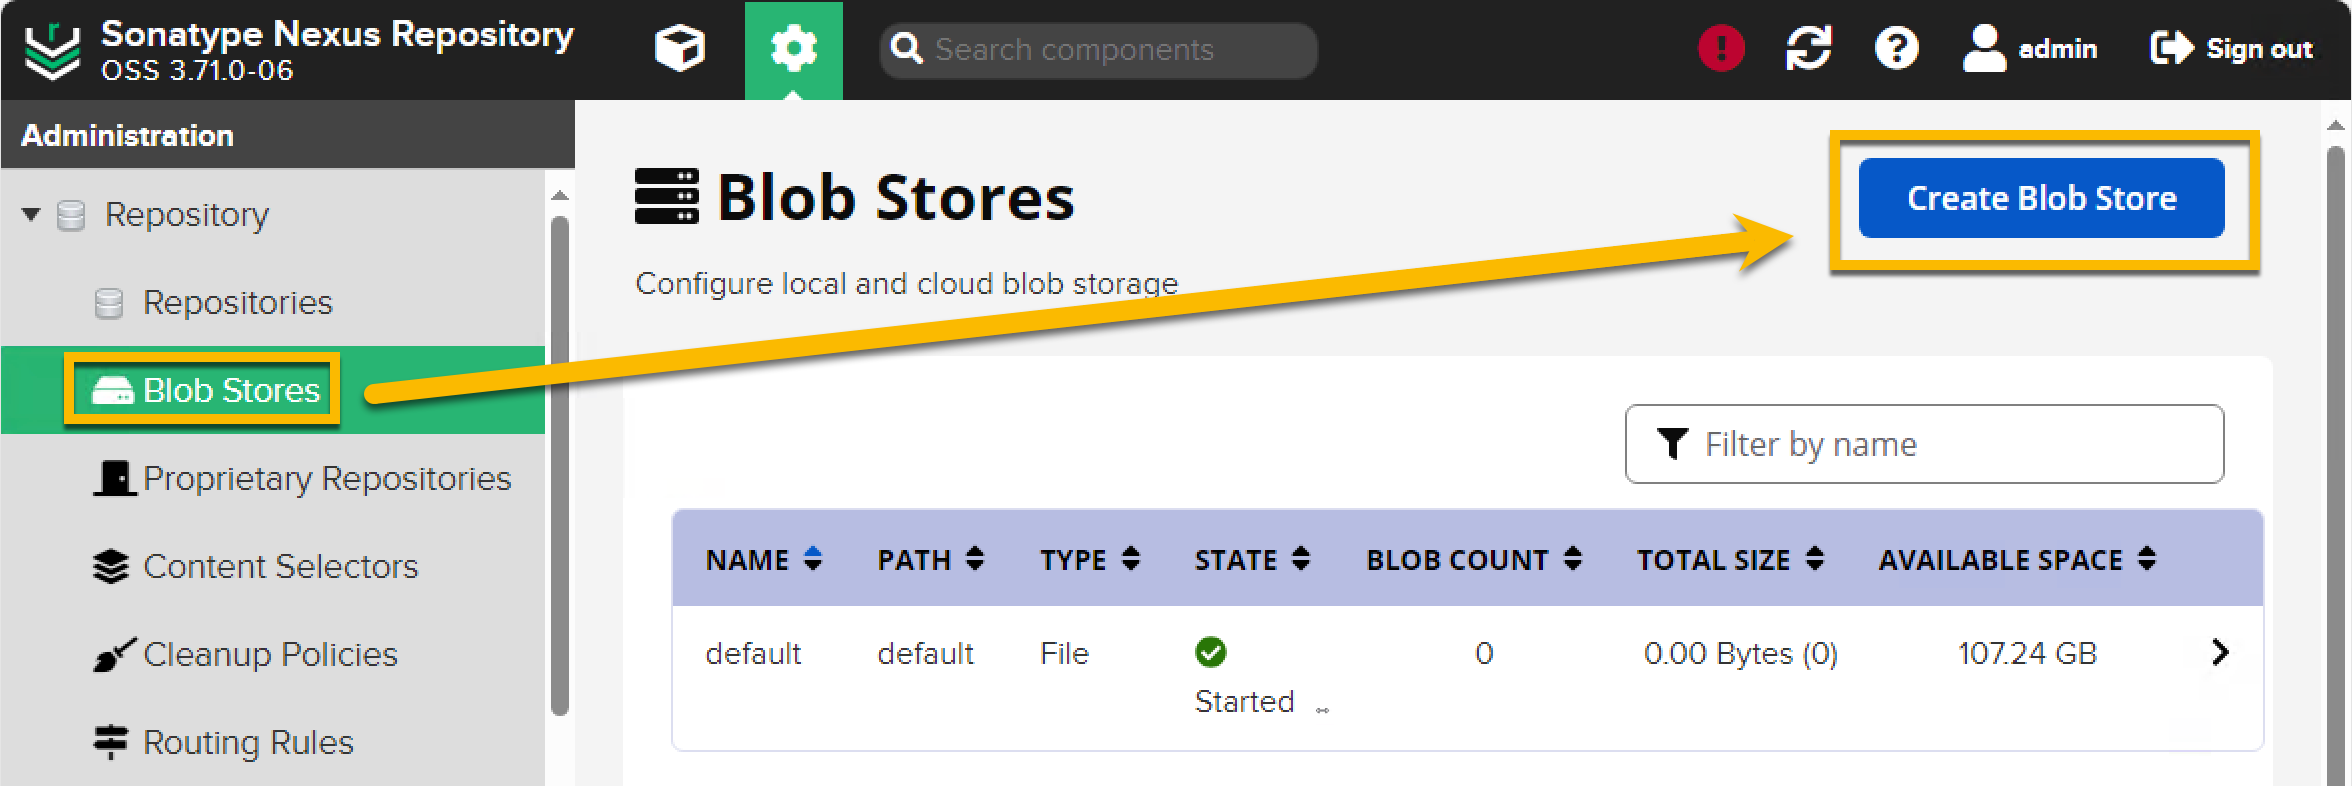 Sonatype Nexus Repository
OSS 3.71.0-06
Search components
admin
Sign out
Administration
Repository
Repositories
Blob Stores
Proprietary Repositories
Content Selectors
Cleanup Policies
Routing Rules
Blob Stores
Create Blob Store
Configure local and cloud blob storage
Filter by name
NAME PATH TYPE STATE BLOB COUNT TOTAL SIZE AVAILABLE SPACE
default default File Started 0 0.00 Bytes (0) 107.24 GB